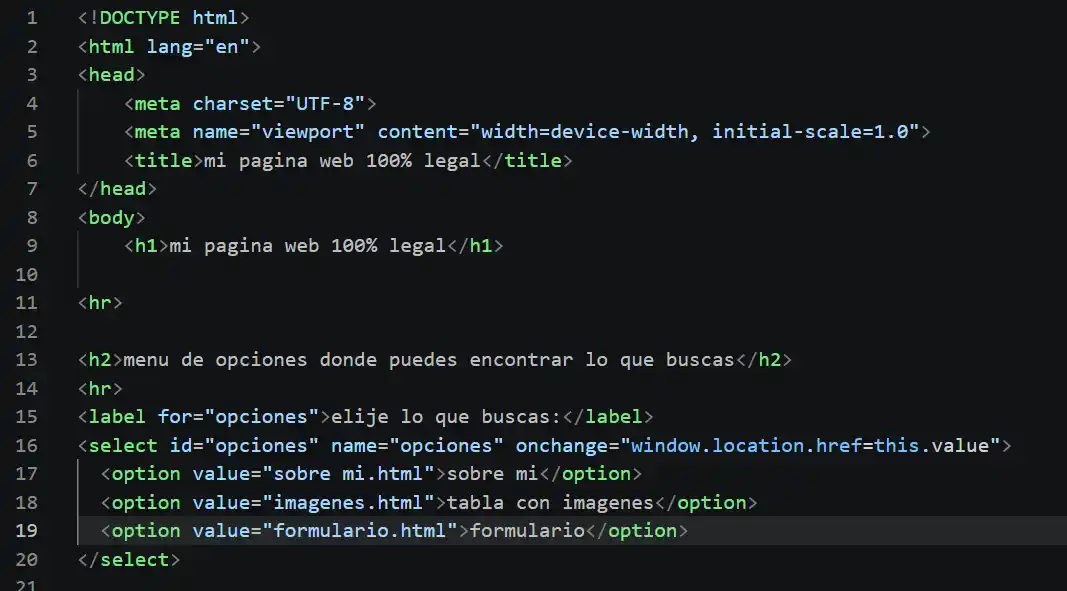 1 <!DOCTYPE html>
2 <html lang="en">
3 <head>
4     <meta charset="UTF-8">
5     <meta name="viewport" content="width=device-width, initial-scale=1.0">
6     <title>mi pagina web 100% legal</title>
7 </head>
8 <body>
9     <h1>mi pagina web 100% legal</h1>
10
11 <hr>
12
13 <h2>menu de opciones donde puedes encontrar lo que buscas</h2>
14 <hr>
15 <label for="opciones">elije lo que buscas:</label>
16 <select id="opciones" name="opciones" onchange="window.location.href=this.value">
17   <option value="sobre mi.html">sobre mi</option>
18   <option value="imagenes.html">tabla con imagenes</option>
19   <option value="formulario.html">formulario</option>
20 </select>
21